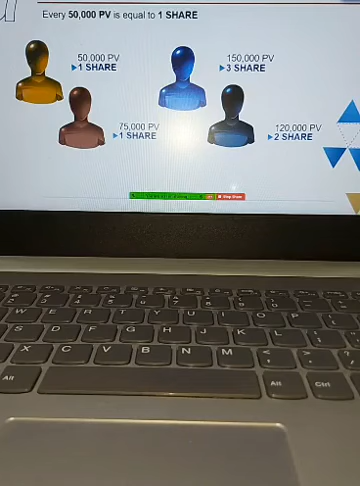 Every 50,000 PV is equal to 1 SHARE
50,000 PV
1 SHARE
150,000 PV
3 SHARE
75,000 PV
1 SHARE
120,000 PV
2 SHARE
Stop Share
W E R T Y U I O P
S D F G H J K L
X C V B N M
Alt Alt Ctrl